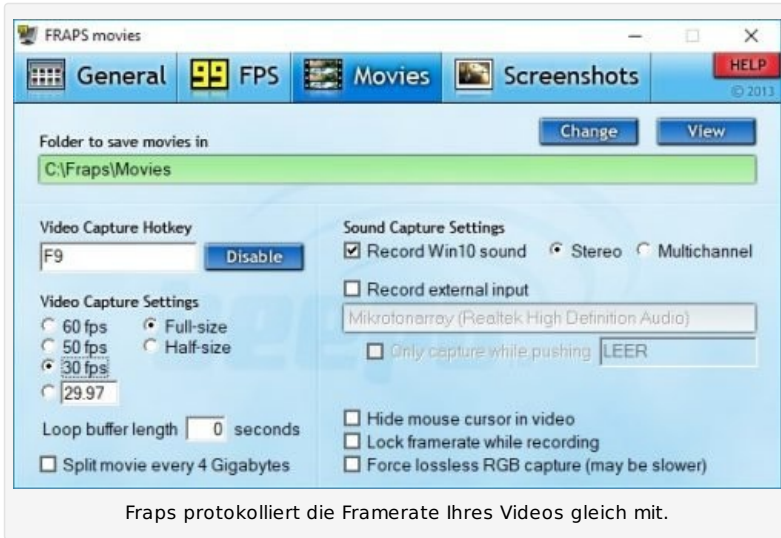 FRAPS movies
General
99 FPS
Movies
Screenshots
HELP
© 2013
Folder to save movies in
Change
View
C:\Fraps\Movies
Video Capture Hotkey
F9
Disable
Video Capture Settings
60 fps
Full-size
50 fps
Half-size
30 fps
29.97
Loop buffer length 0 seconds
Split movie every 4 Gigabytes
Sound Capture Settings
Record Win10 sound
Stereo
Multichannel
Record external input
Mikrofonarray (Realtek High Definition Audio)
Only capture while pushing LEER
Hide mouse cursor in video
Lock framerate while recording
Force lossless RGB capture (may be slower)
beepa
Fraps protokolliert die Framerate Ihres Videos gleich mit.